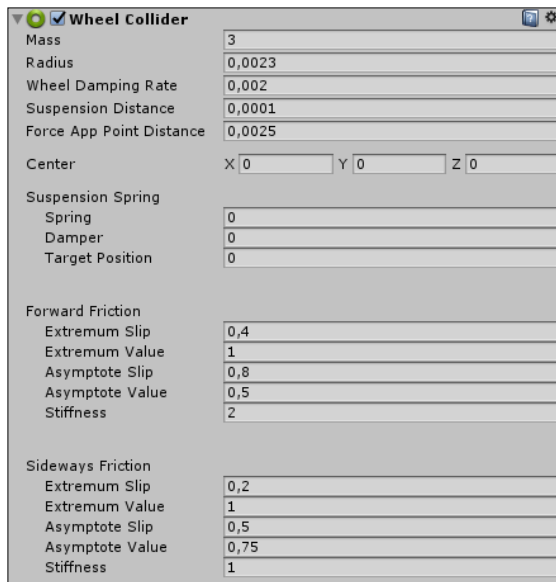 Wheel Collider
Mass 3
Radius 0,0023
Wheel Damping Rate 0,002
Suspension Distance 0,0001
Force App Point Distance 0,0025
Center X 0 Y 0 Z 0
Suspension Spring
Spring 0
Damper 0
Target Position 0
Forward Friction
Extremum Slip 0,4
Extremum Value 1
Asymptote Slip 0,8
Asymptote Value 0,5
Stiffness 2
Sideways Friction
Extremum Slip 0,2
Extremum Value 1
Asymptote Slip 0,5
Asymptote Value 0,75
Stiffness 1